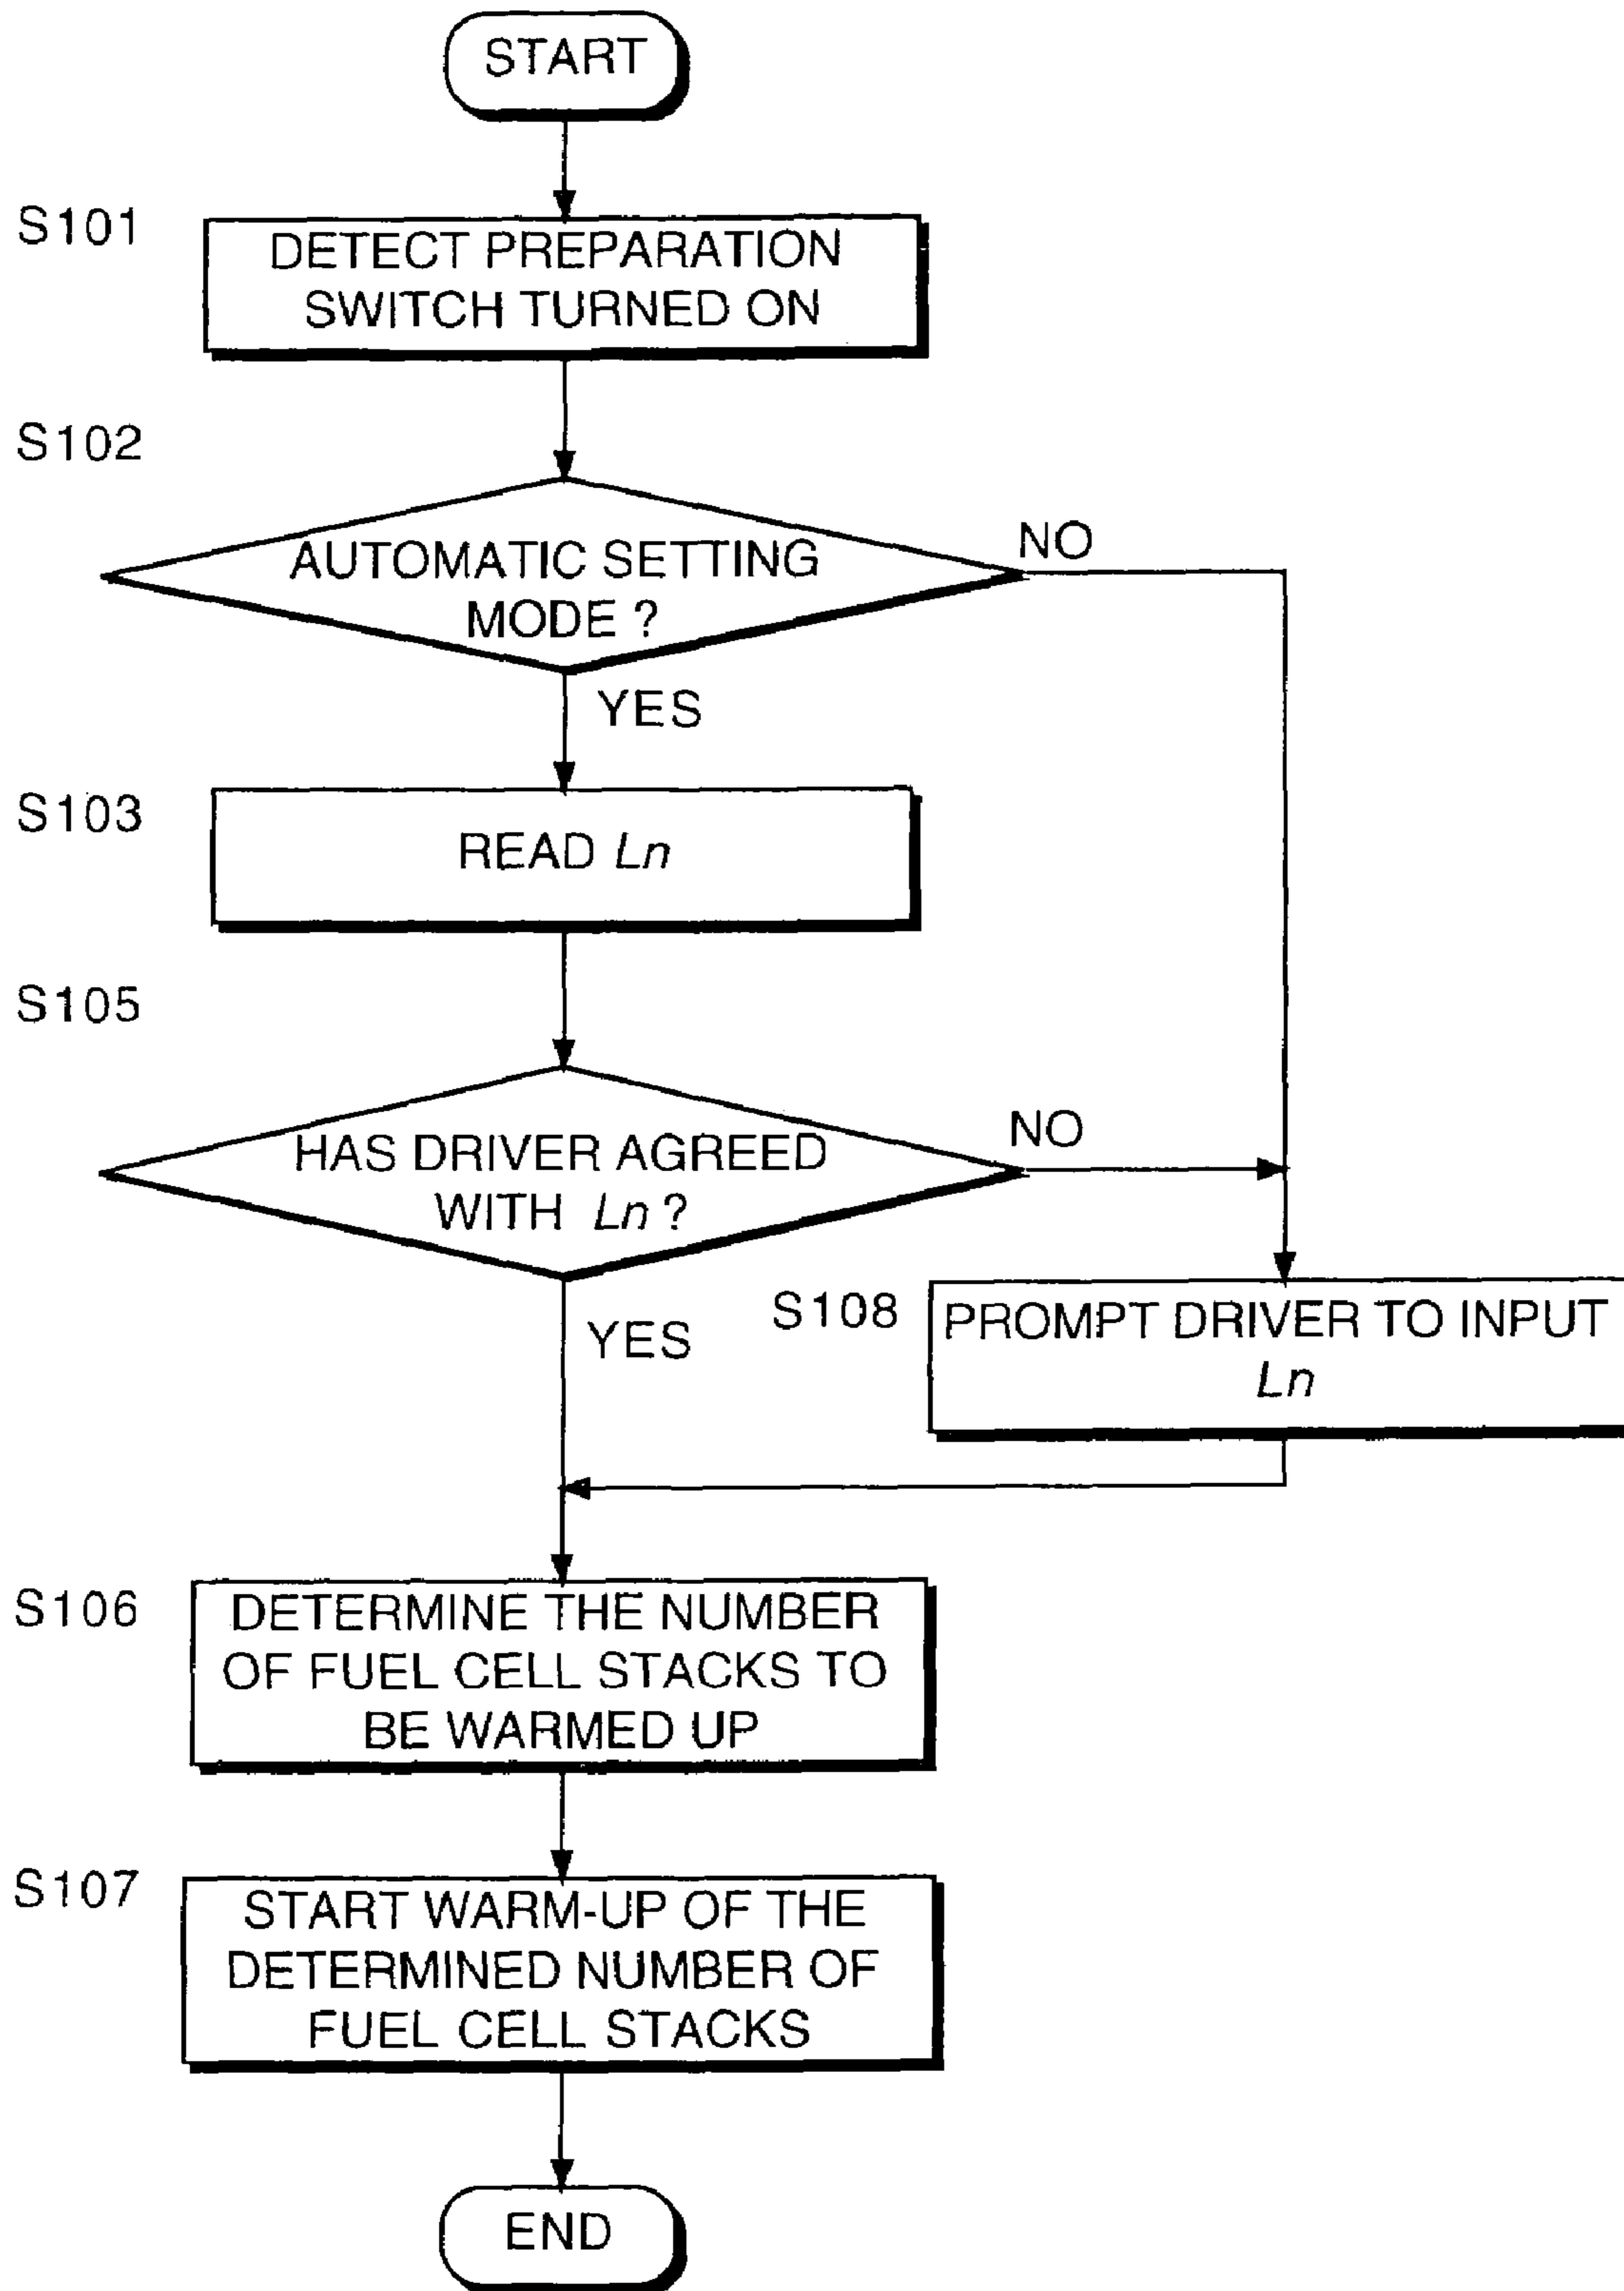 START
S101
DETECT PREPARATION
SWITCH TURNED ON
S102
AUTOMATIC SETTING
MODE ?
NO
YES
S103
READ Ln
S105
HAS DRIVER AGREED
WITH Ln ?
NO
YES
S108
PROMPT DRIVER TO INPUT
Ln
S106
DETERMINE THE NUMBER
OF FUEL CELL STACKS TO
BE WARMED UP
S107
START WARM-UP OF THE
DETERMINED NUMBER OF
FUEL CELL STACKS
END